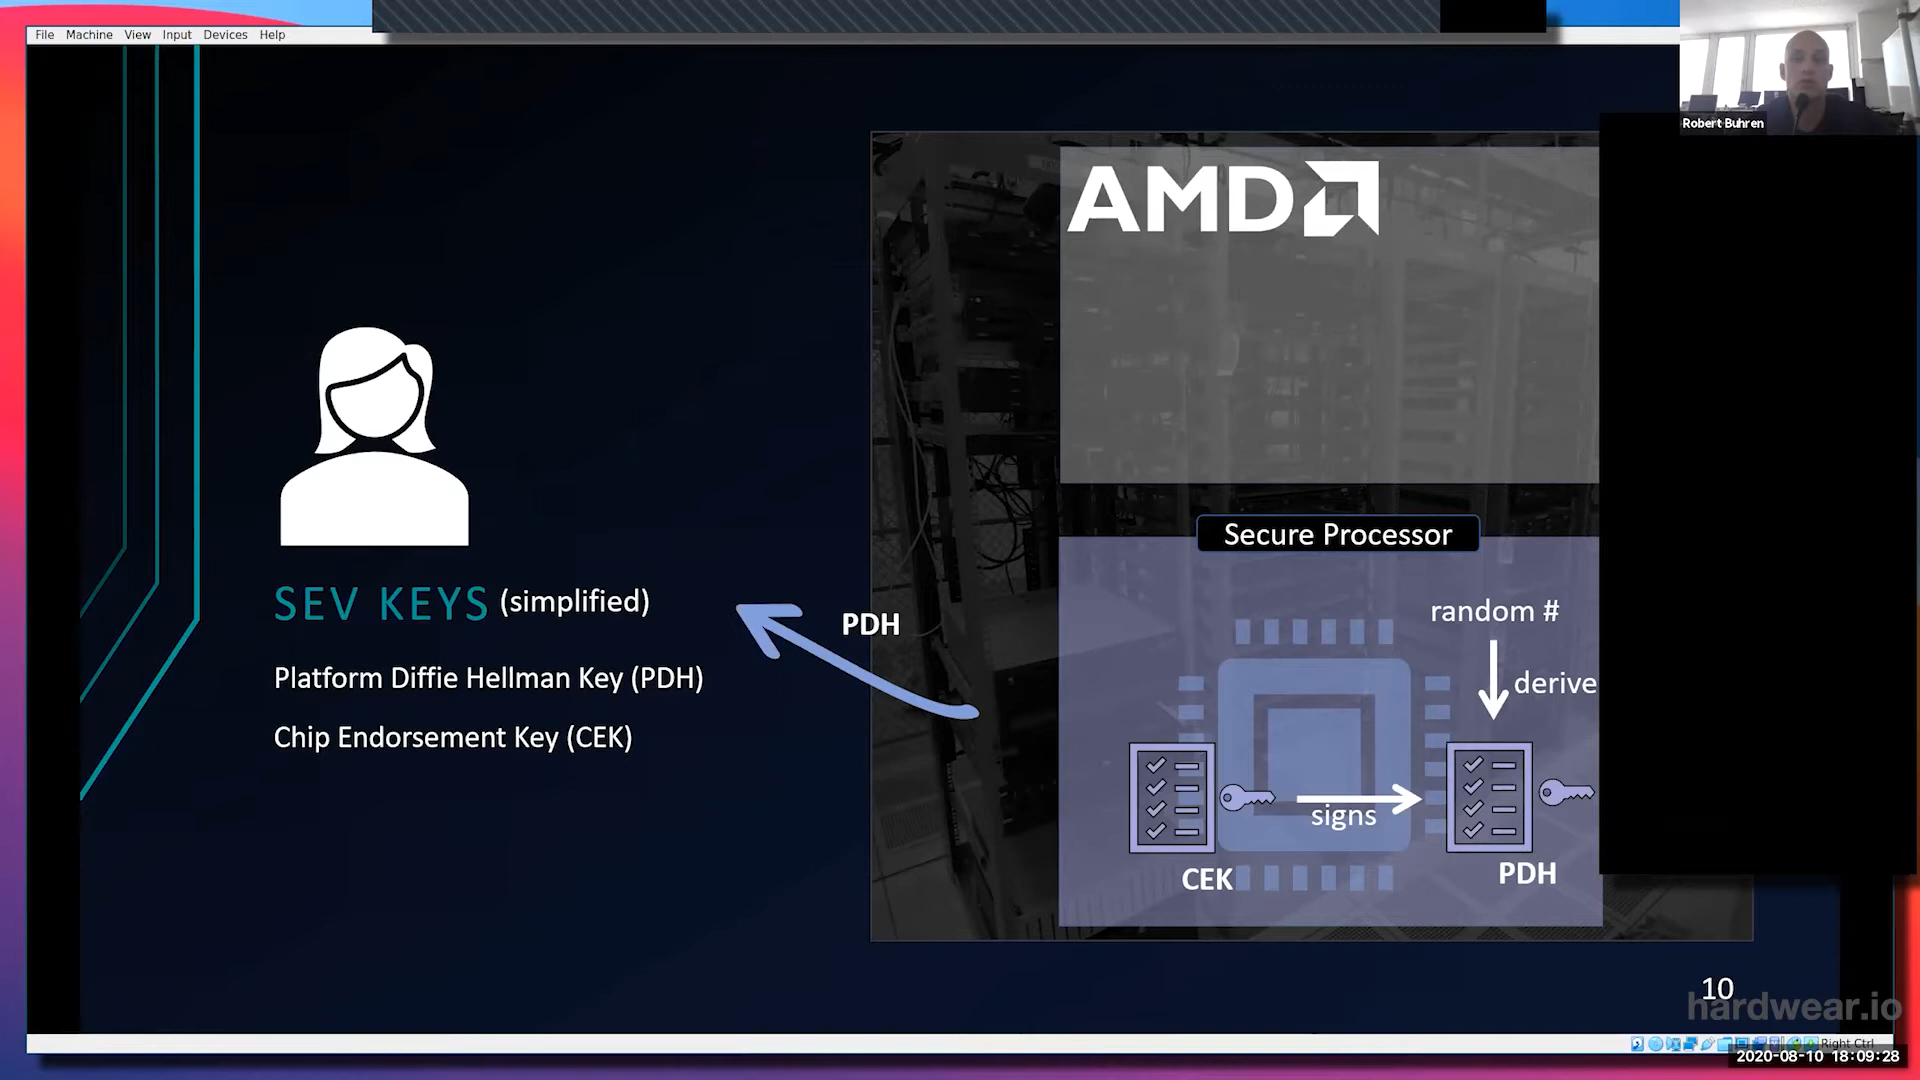 File Machine View Input Devices Help
Robert Buhren
AMD
Secure Processor
SEV KEYS (simplified)
Platform Diffie Hellman Key (PDH)
Chip Endorsement Key (CEK)
PDH
random #
derive
signs
CEK
PDH
10
hardwear.io
Right Ctrl
2020-08-10 18:09:28